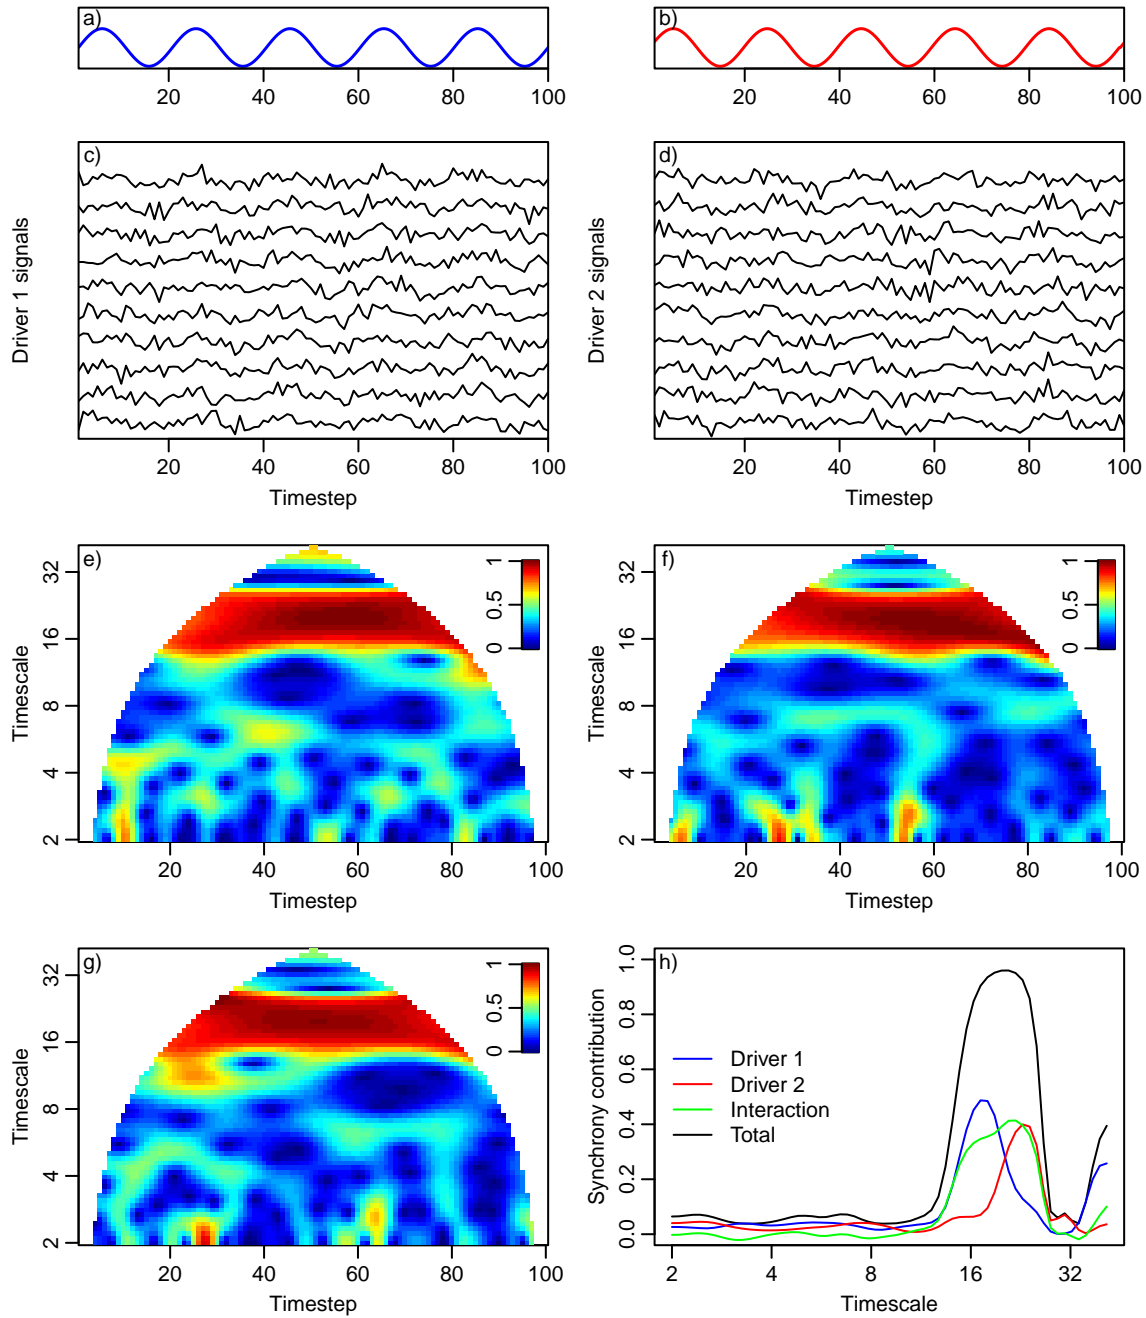 a)
20 40 60 80 100
b)
20 40 60 80 100
c)
Driver 1 signals
20 40 60 80 100
Timestep
d)
Driver 2 signals
20 40 60 80 100
Timestep
e)
Timescale
2 4 8 16 32
0 0.5 1
20 40 60 80 100
Timestep
f)
Timescale
2 4 8 16 32
0 0.5 1
20 40 60 80 100
Timestep
g)
Timescale
2 4 8 16 32
0 0.5 1
20 40 60 80 100
Timestep
h)
Synchrony contribution
0.0 0.2 0.4 0.6 0.8 1.0
Driver 1
Driver 2
Interaction
Total
2 4 8 16 32
Timescale